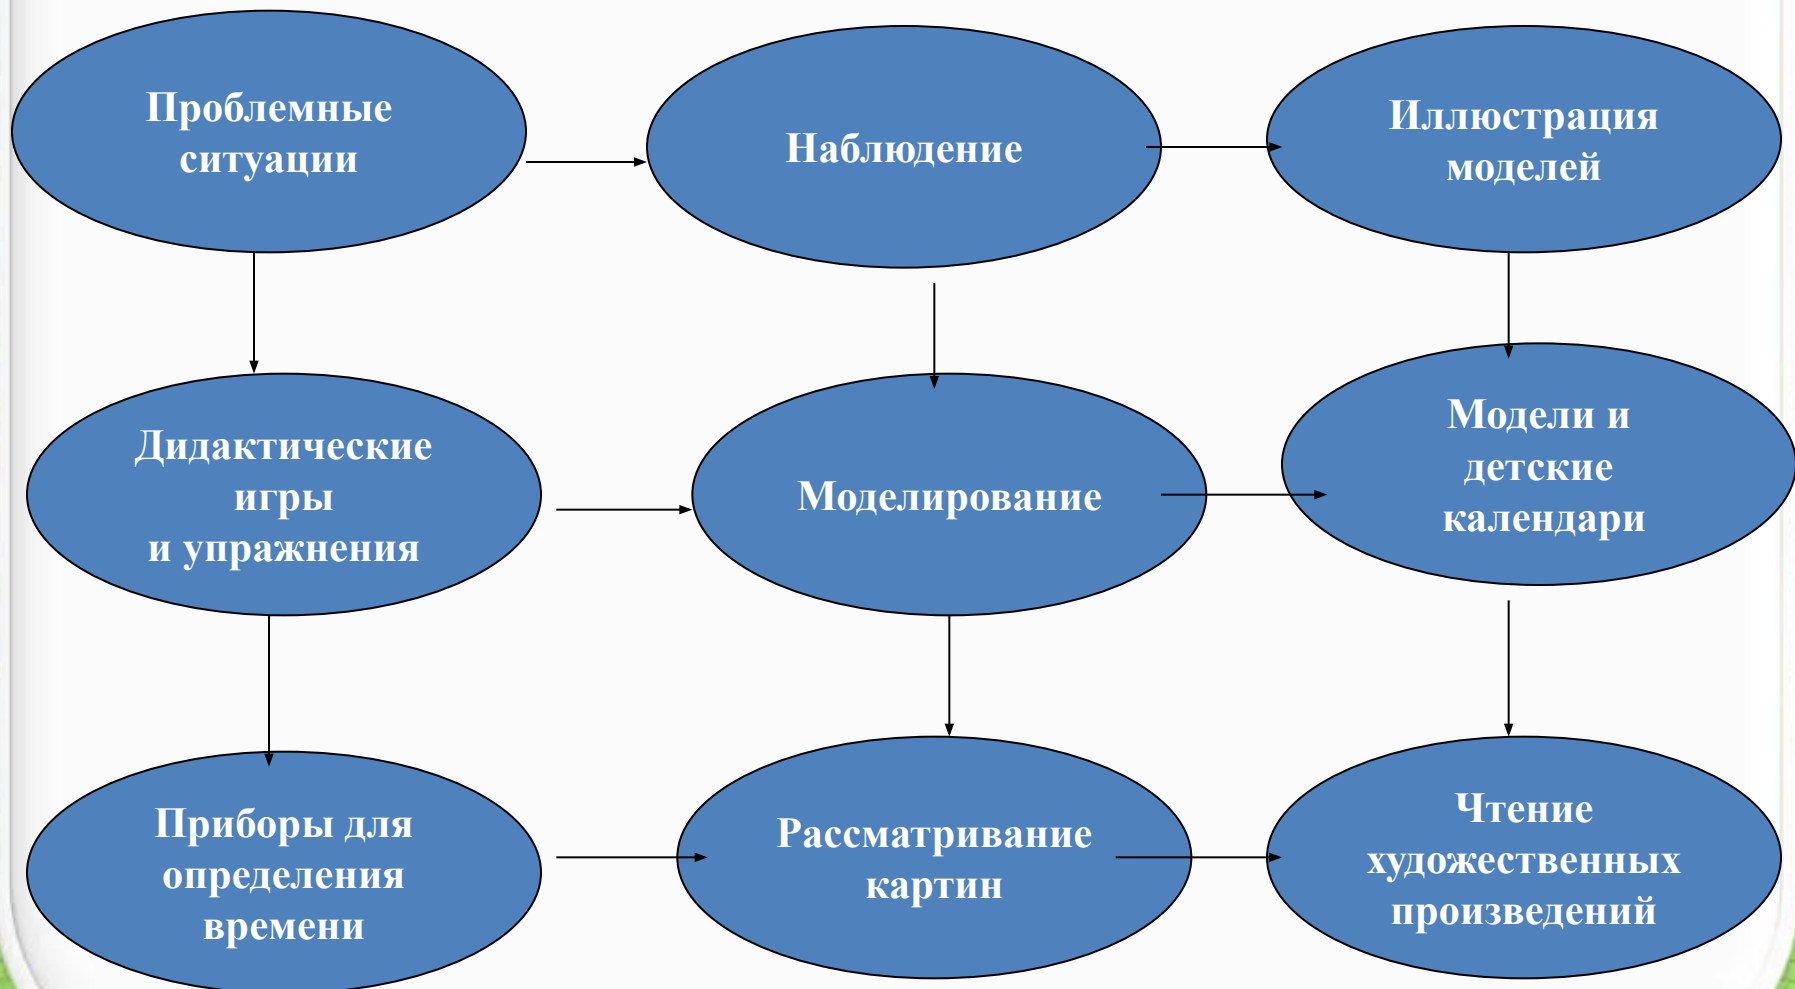 Проблемные
ситуации
Наблюдение
Иллюстрация
моделей
Дидактические
игры
и упражнения
Моделирование
Модели и
детские
календари
Приборы для
определения
времени
Рассматривание
картин
Чтение
художественных
произведений